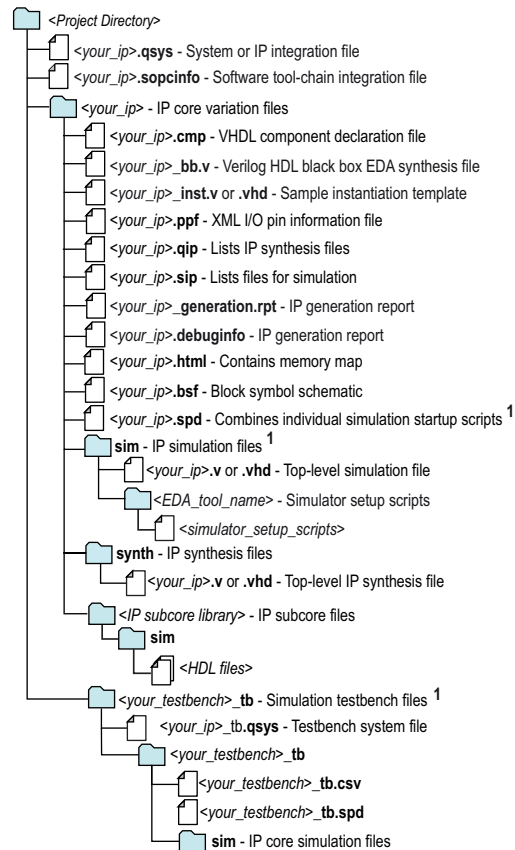 <Project Directory>
<your_ip>.qsys - System or IP integration file
<your_ip>.sopcinfo - Software tool-chain integration file
<your_ip> - IP core variation files
<your_ip>.cmp - VHDL component declaration file
<your_ip>_bb.v - Verilog HDL black box EDA synthesis file
<your_ip>_inst.v or .vhd - Sample instantiation template
<your_ip>.ppf - XML I/O pin information file
<your_ip>.qip - Lists IP synthesis files
<your_ip>.sip - Lists files for simulation
<your_ip>_generation.rpt - IP generation report
<your_ip>.debuginfo - IP generation report
<your_ip>.html - Contains memory map
<your_ip>.bsf - Block symbol schematic
<your_ip>.spd - Combines individual simulation startup scripts 1
sim - IP simulation files 1
<your_ip>.v or .vhd - Top-level simulation file
<EDA_tool_name> - Simulator setup scripts
<simulator_setup_scripts>
synth - IP synthesis files
<your_ip>.v or .vhd - Top-level IP synthesis file
<IP subcore library> - IP subcore files
sim
<HDL files>
<your_testbench>_tb - Simulation testbench files 1
<your_ip>_tb.qsys - Testbench system file
<your_testbench>_tb
<your_testbench>_tb.csv
<your_testbench>_tb.spd
sim - IP core simulation files